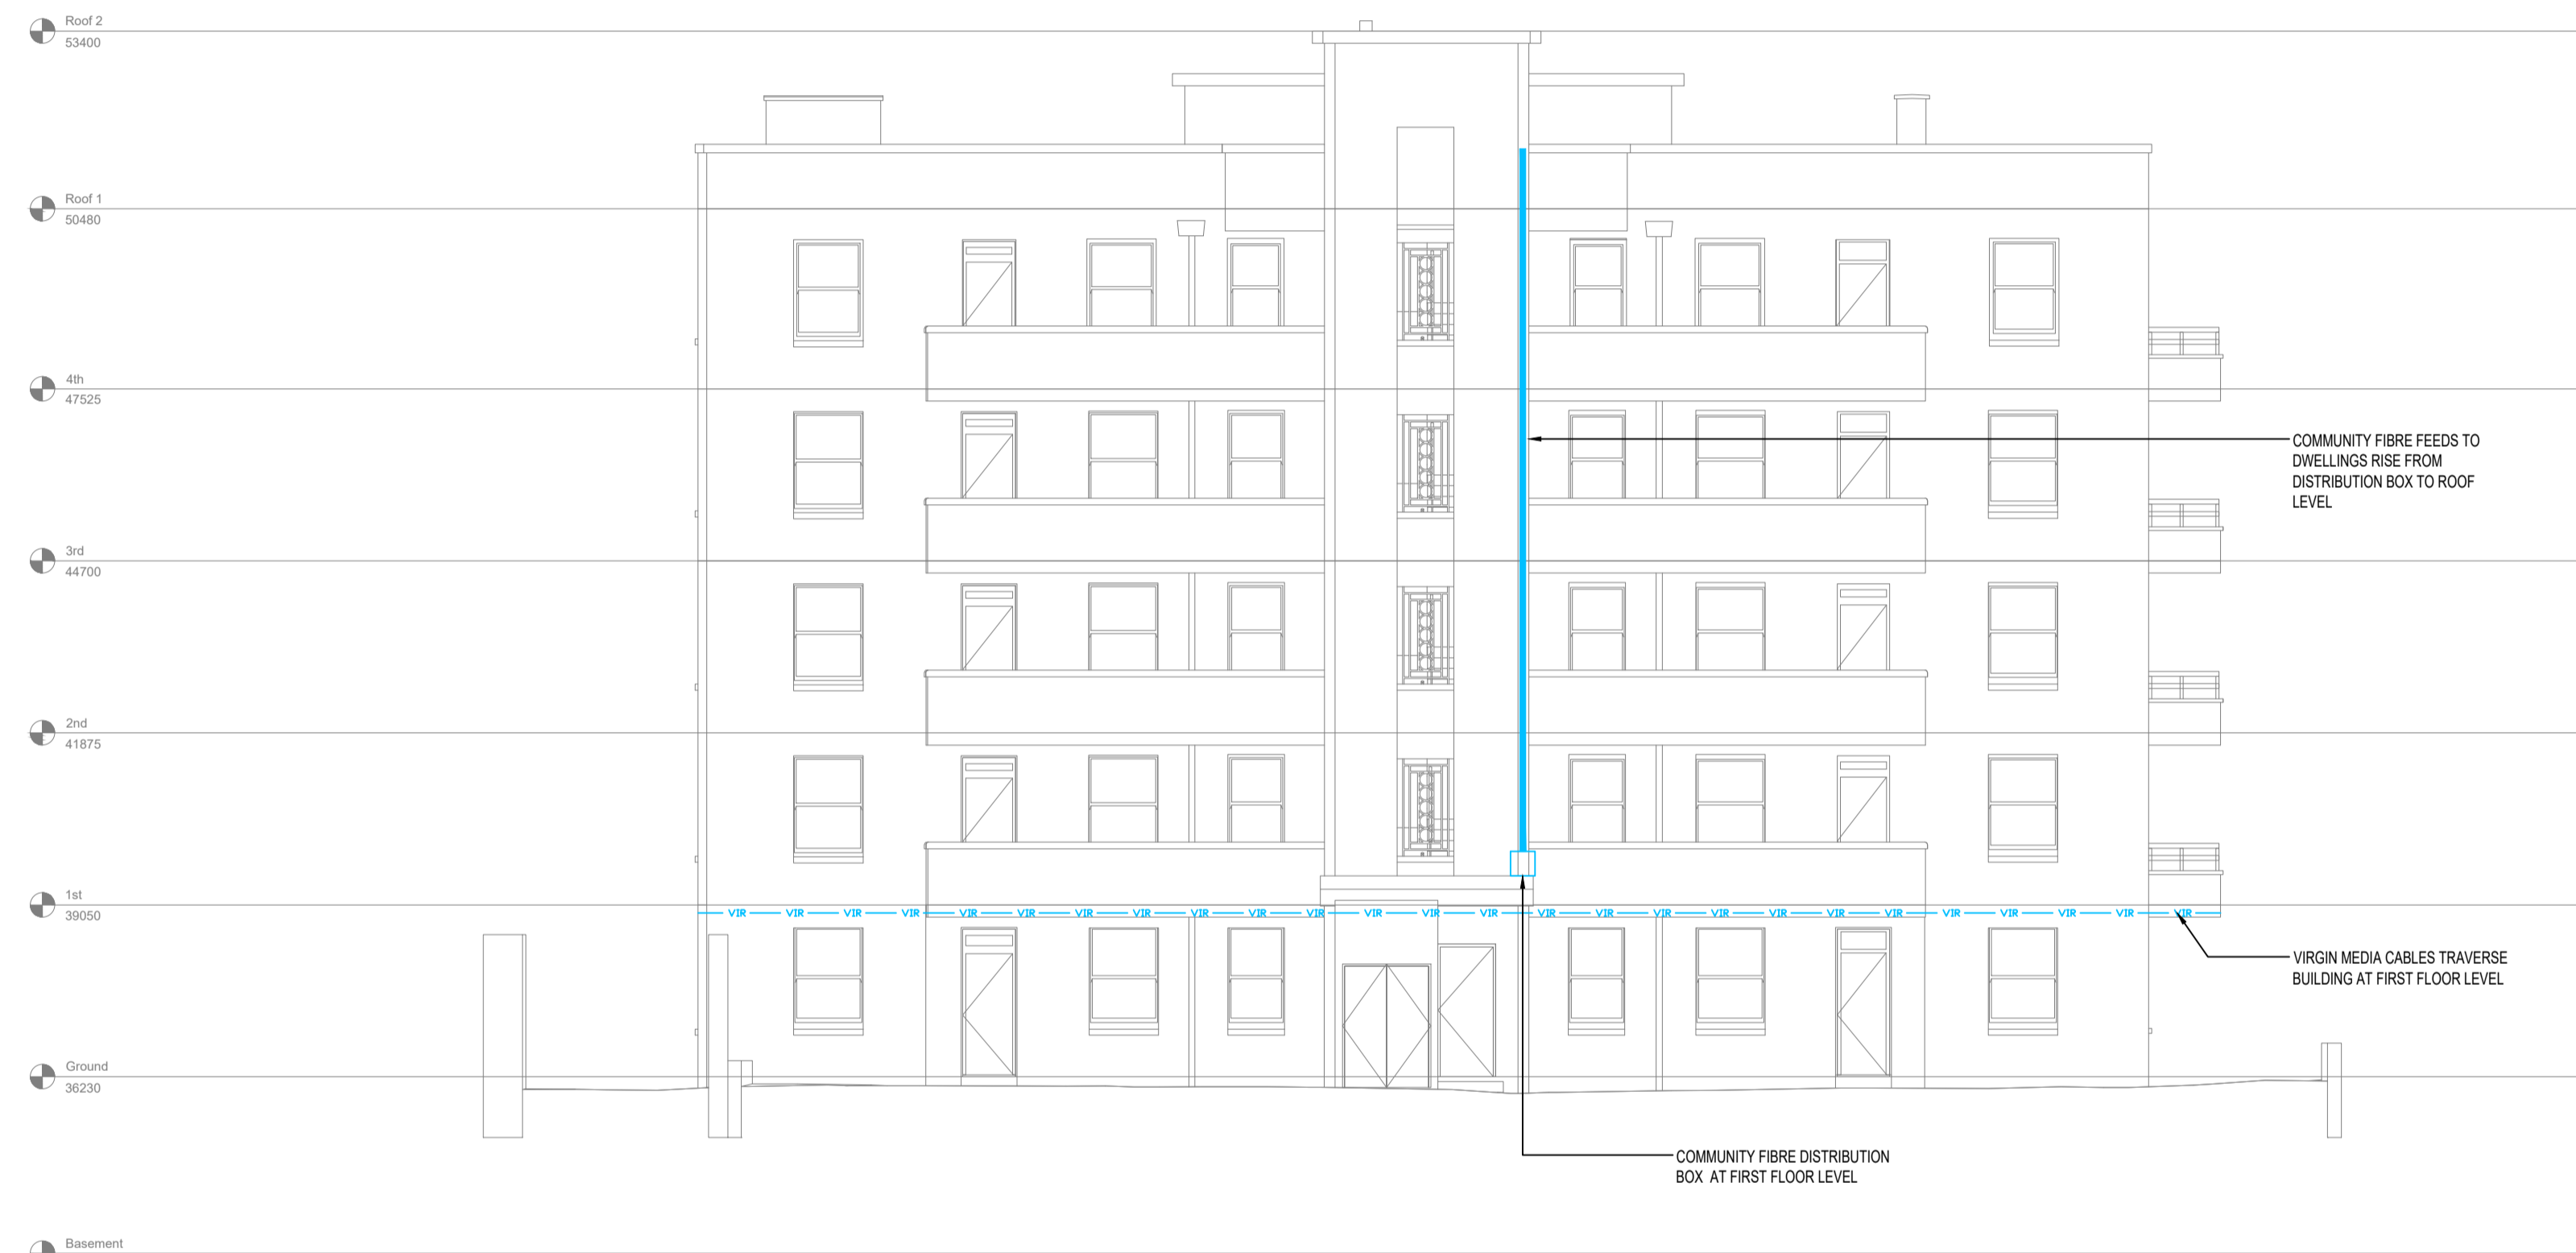 Roof 2
53400
Roof 1
50480
4th
47525
COMMUNITY FIBRE FEEDS TO
DWELLINGS RISE FROM
DISTRIBUTION BOX TO ROOF
LEVEL
3rd
44700
2nd
41875
1st
39050
VIR VIR VIR VIR VIR VIR VIR VIR VIR VIR VIR VIR VIR VIR VIR VIR VIR VIR VIR VIR VIR VIR VIR VIR VIR VIR
VIRGIN MEDIA CABLES TRAVERSE
BUILDING AT FIRST FLOOR LEVEL
Ground
36230
COMMUNITY FIBRE DISTRIBUTION
BOX AT FIRST FLOOR LEVEL
Basement